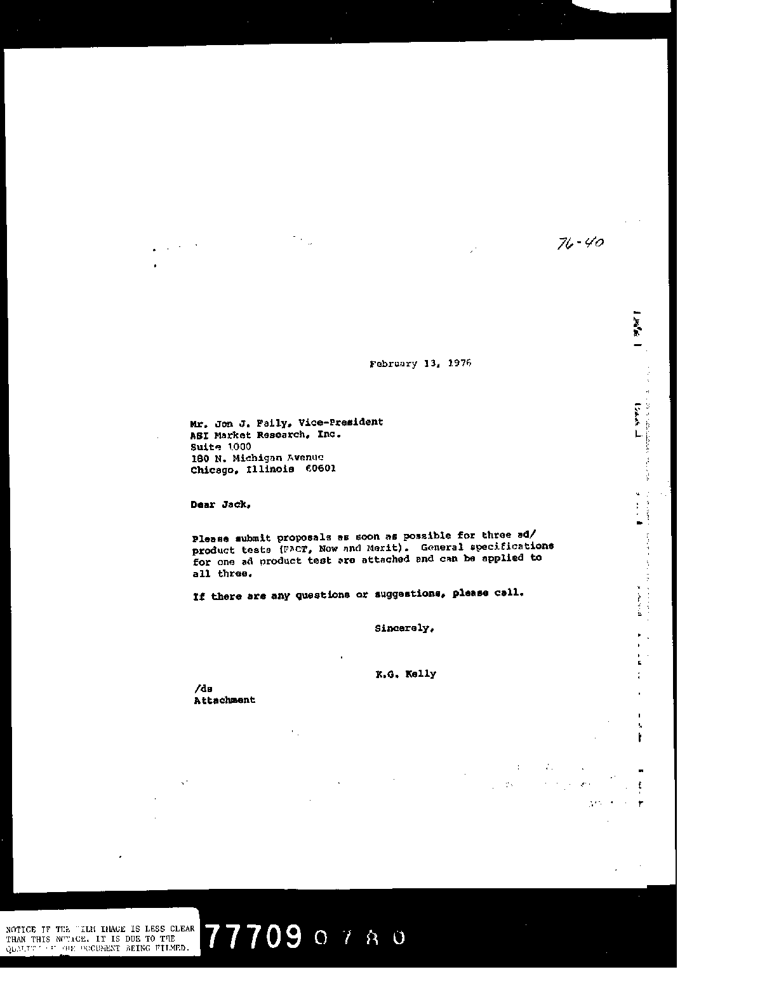 76-40
February 13, 1976
Mr. Jon J. Faily, Vice-President
ASI Market Research, Inc.
Suite 1000
180 N. Michigan Avenue
Chicago, Illinois 60601
Dear Jack,
Please submit proposals as soon as possible for three ad/
product tests (FACT, Now and Merit). General specifications
for one ad product test are attached and can be applied to
all three.
If there are any questions or suggestions, please call.
Sincerely,
K.G. Kelly
/ds
Attachment
NOTICE IF THE FILM IMAGE IS LESS CLEAR
THAN THIS NOTICE, IT IS DUE TO THE
QUALITY OF THE DOCUMENT BEING FILMED.
77709 0780